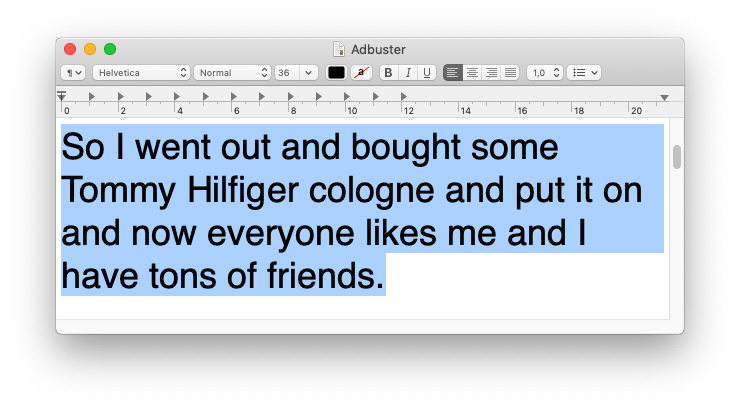 Adbuster
¶ Helvetica Normal 36 a B I U 1,0
0 2 4 6 8 10 12 14 16 18 20
So I went out and bought some
Tommy Hilfiger cologne and put it on
and now everyone likes me and I
have tons of friends.